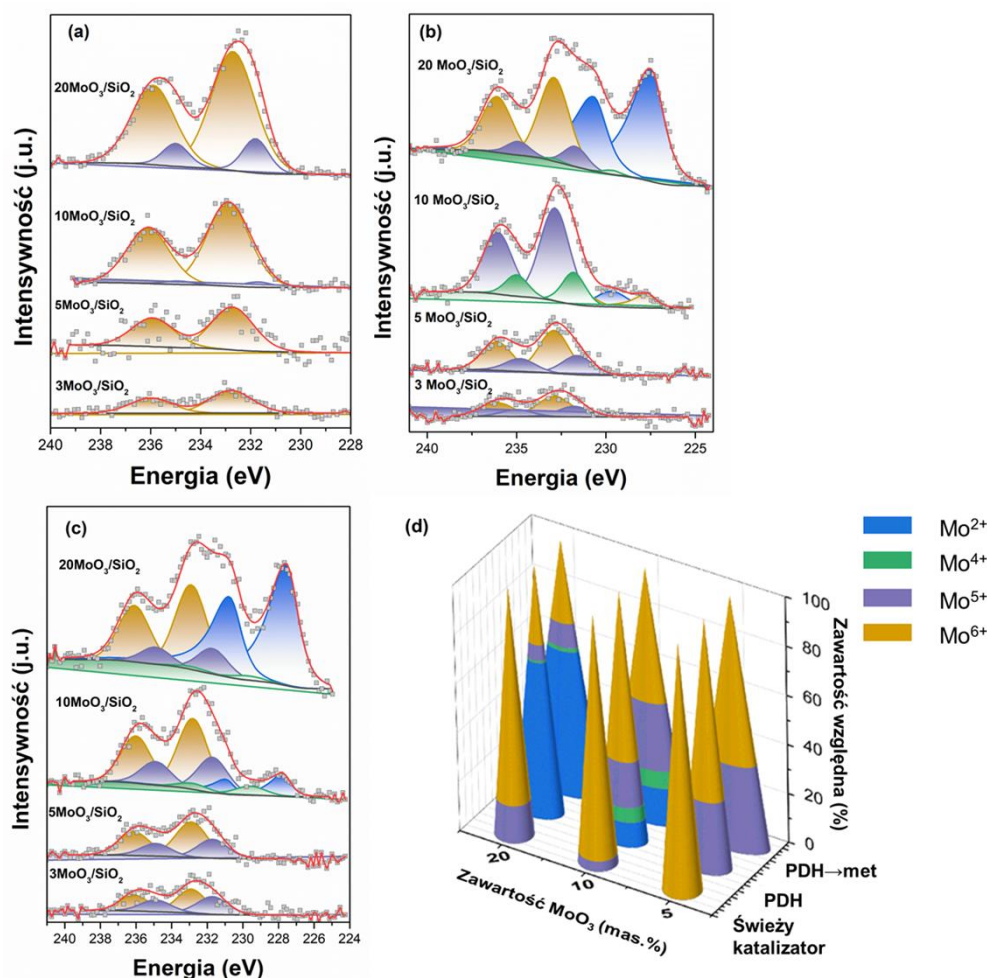 (a)
20MoO₃/SiO₂
10MoO₃/SiO₂
5MoO₃/SiO₂
3MoO₃/SiO₂
Intensywność (j.u.)
240 238 236 234 232 230 228
Energia (eV)
(b)
20 MoO₃/SiO₂
10 MoO₃/SiO₂
5 MoO₃/SiO₂
3 MoO₃/SiO₂
Intensywność (j.u.)
240 235 230 225
Energia (eV)
(c)
20MoO₃/SiO₂
10MoO₃/SiO₂
5MoO₃/SiO₂
3MoO₃/SiO₂
Intensywność (j.u.)
240 238 236 234 232 230 228 226 224
Energia (eV)
(d)
100
80
60
40
20
0
Zawartość względna (%)
20
10
5
Zawartość MoO₃ (mas.%)
PDH→met
PDH
Świeży
katalizator
Mo²⁺
Mo⁴⁺
Mo⁵⁺
Mo⁶⁺